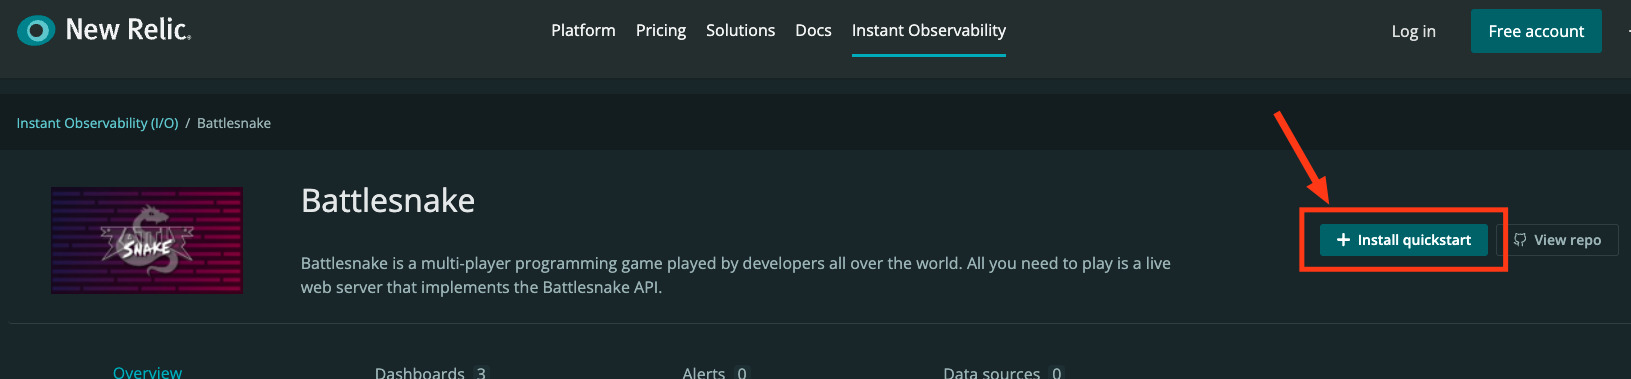 New Relic.
Platform Pricing Solutions Docs Instant Observability
Log in
Free account
Instant Observability (I/O) / Battlesnake
SNAKE
Battlesnake
Battlesnake is a multi-player programming game played by developers all over the world. All you need to play is a live
web server that implements the Battlesnake API.
+ Install quickstart
View repo
Overview
Dashboards 3
Alerts 0
Data sources 0